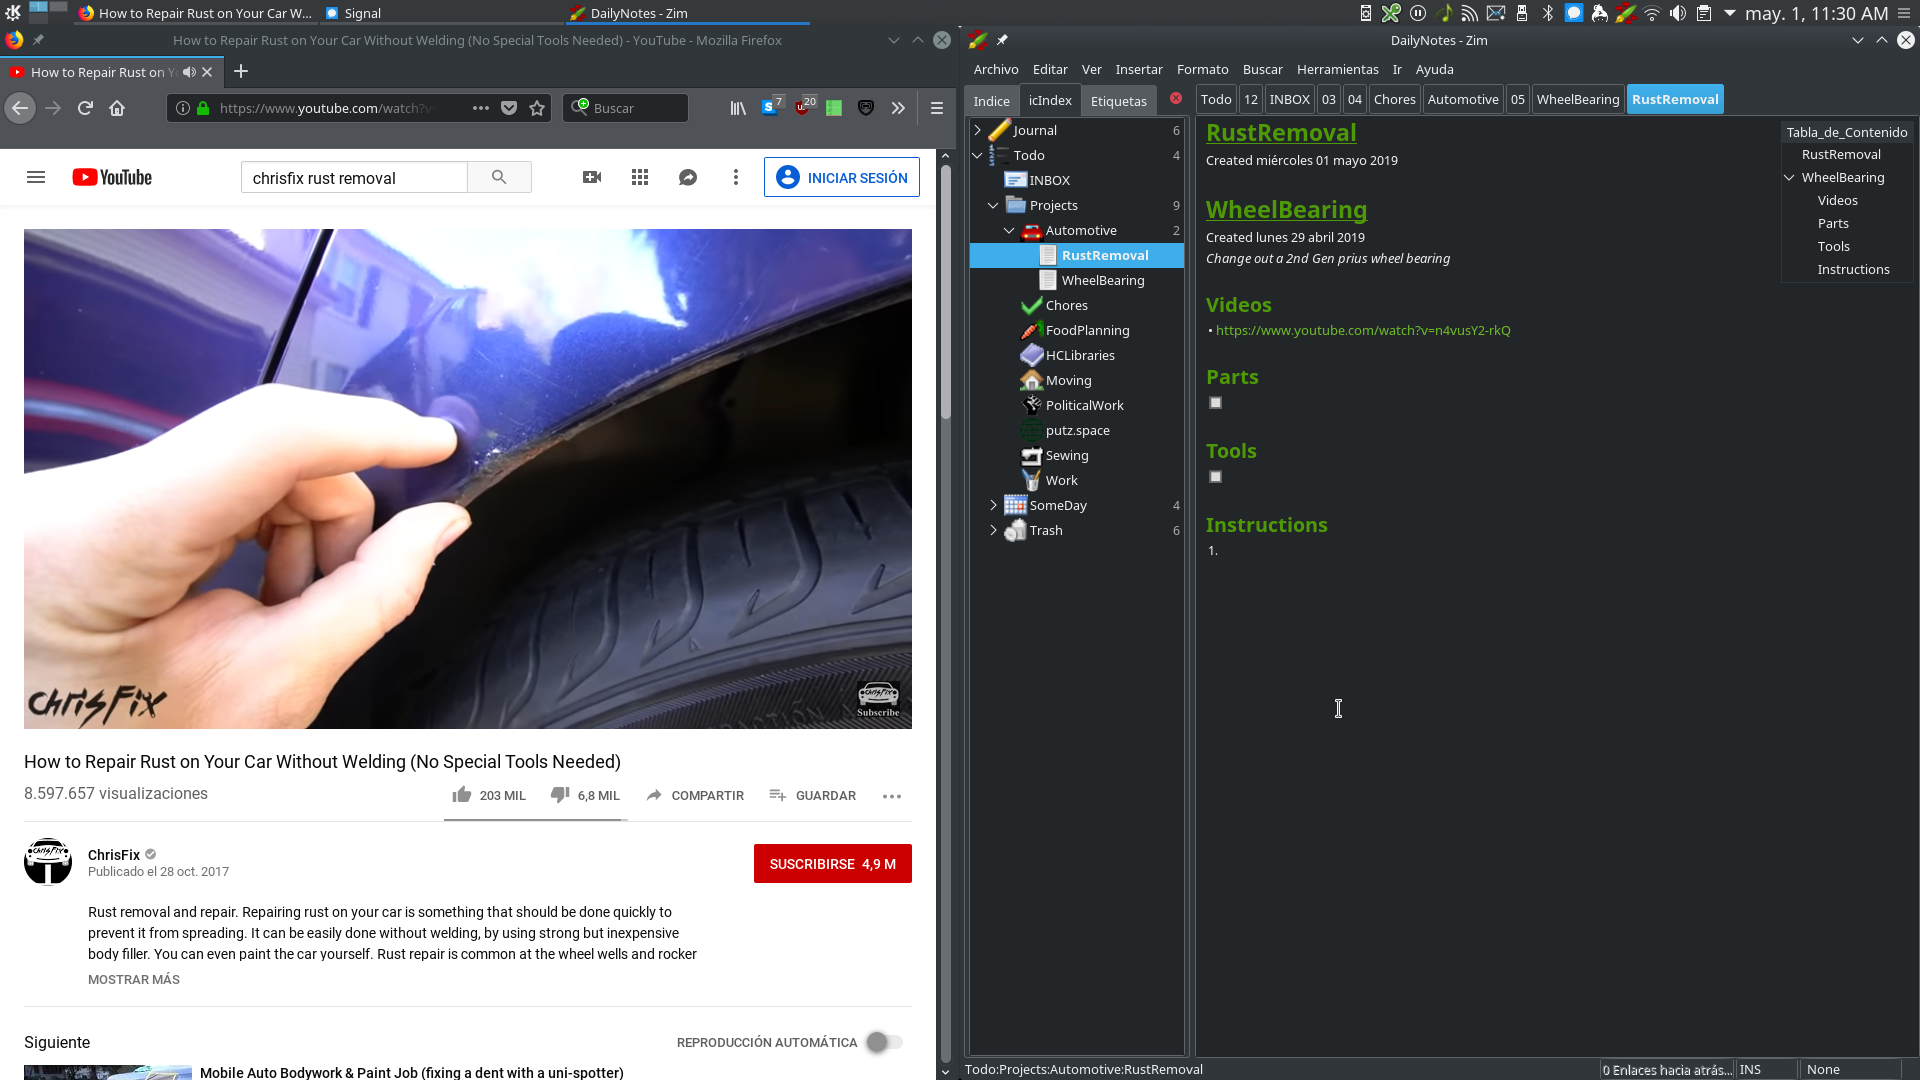 How to Repair Rust on Your Car W...
Signal
DailyNotes - Zim
may. 1, 11:30 AM
How to Repair Rust on Your Car Without Welding (No Special Tools Needed) - YouTube - Mozilla Firefox
How to Repair Rust on Y
https://www.youtube.com/watch?v
Buscar
7
20
YouTube
chrisfix rust removal
INICIAR SESIÓN
ChrisFix
Subscribe
How to Repair Rust on Your Car Without Welding (No Special Tools Needed)
8.597.657 visualizaciones
203 MIL
6,8 MIL
COMPARTIR
GUARDAR
ChrisFix
Publicado el 28 oct. 2017
SUSCRIBIRSE 4,9 M
Rust removal and repair. Repairing rust on your car is something that should be done quickly to
prevent it from spreading. It can be easily done without welding, by using strong but inexpensive
body filler. You can even paint the car yourself. Rust repair is common at the wheel wells and rocker
MOSTRAR MÁS
Siguiente
REPRODUCCIÓN AUTOMÁTICA
Mobile Auto Bodywork & Paint Job (fixing a dent with a uni-spotter)
DailyNotes - Zim
Archivo Editar Ver Insertar Formato Buscar Herramientas Ir Ayuda
Indice icIndex Etiquetas
Todo 12 INBOX 03 04 Chores Automotive 05 WheelBearing RustRemoval
Journal 6
Todo 4
INBOX
Projects 9
Automotive 2
RustRemoval
WheelBearing
Chores
FoodPlanning
HCLibraries
Moving
PoliticalWork
putz.space
Sewing
Work
SomeDay 4
Trash 6
RustRemoval
Created miércoles 01 mayo 2019
WheelBearing
Created lunes 29 abril 2019
Change out a 2nd Gen prius wheel bearing
Videos
• https://www.youtube.com/watch?v=n4vusY2-rkQ
Parts
Tools
Instructions
1.
Tabla_de_Contenido
RustRemoval
WheelBearing
Videos
Parts
Tools
Instructions
Todo:Projects:Automotive:RustRemoval
0 Enlaces hacia atrás...
INS
None